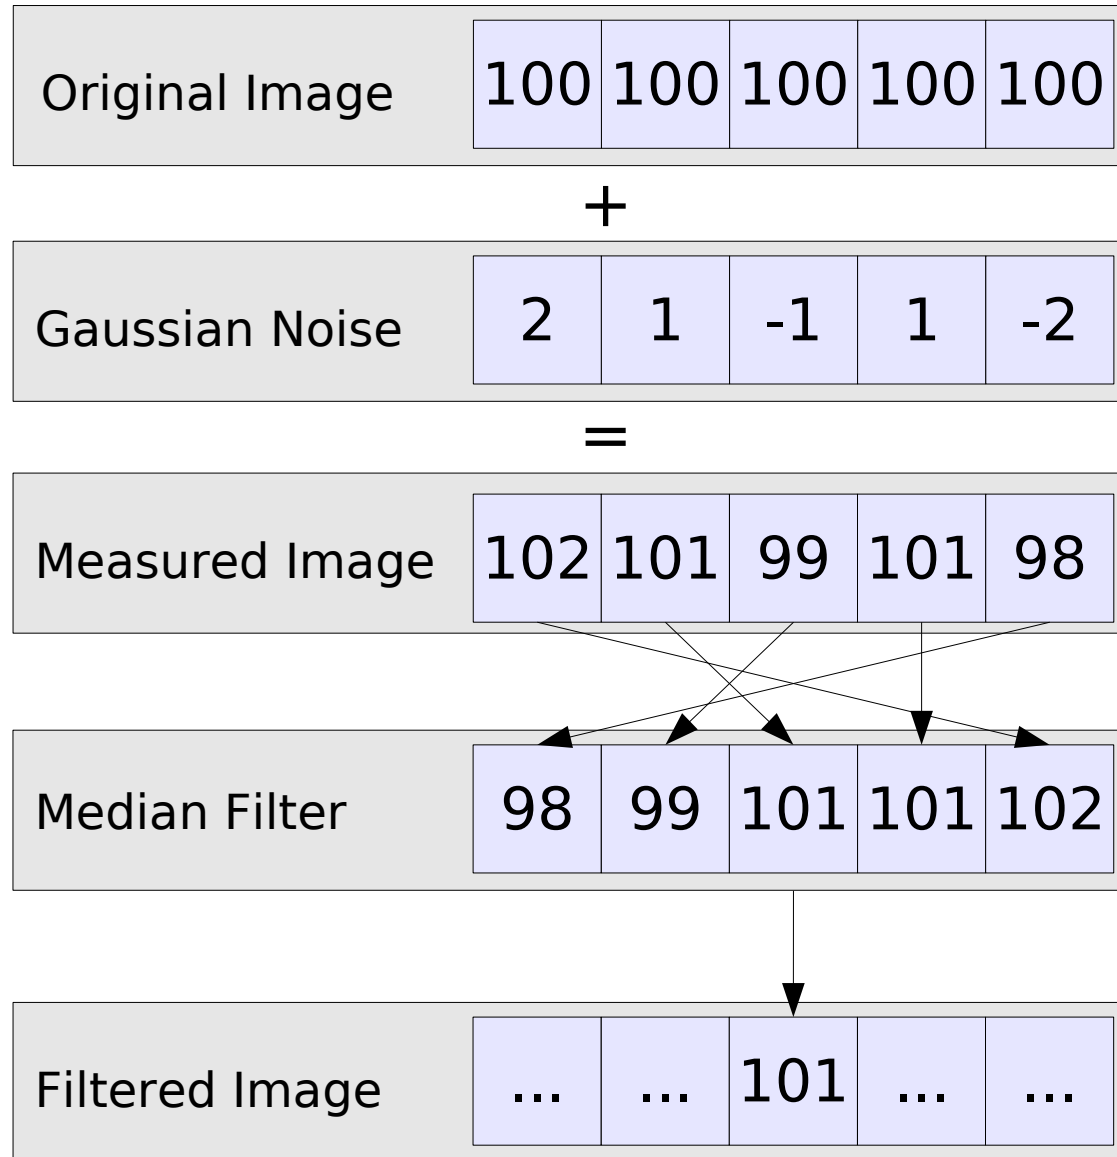 Original Image 100 100 100 100 100
+
Gaussian Noise 2 1 -1 1 -2
=
Measured Image 102 101 99 101 98
Median Filter 98 99 101 101 102
Filtered Image ... ... 101 ... ...